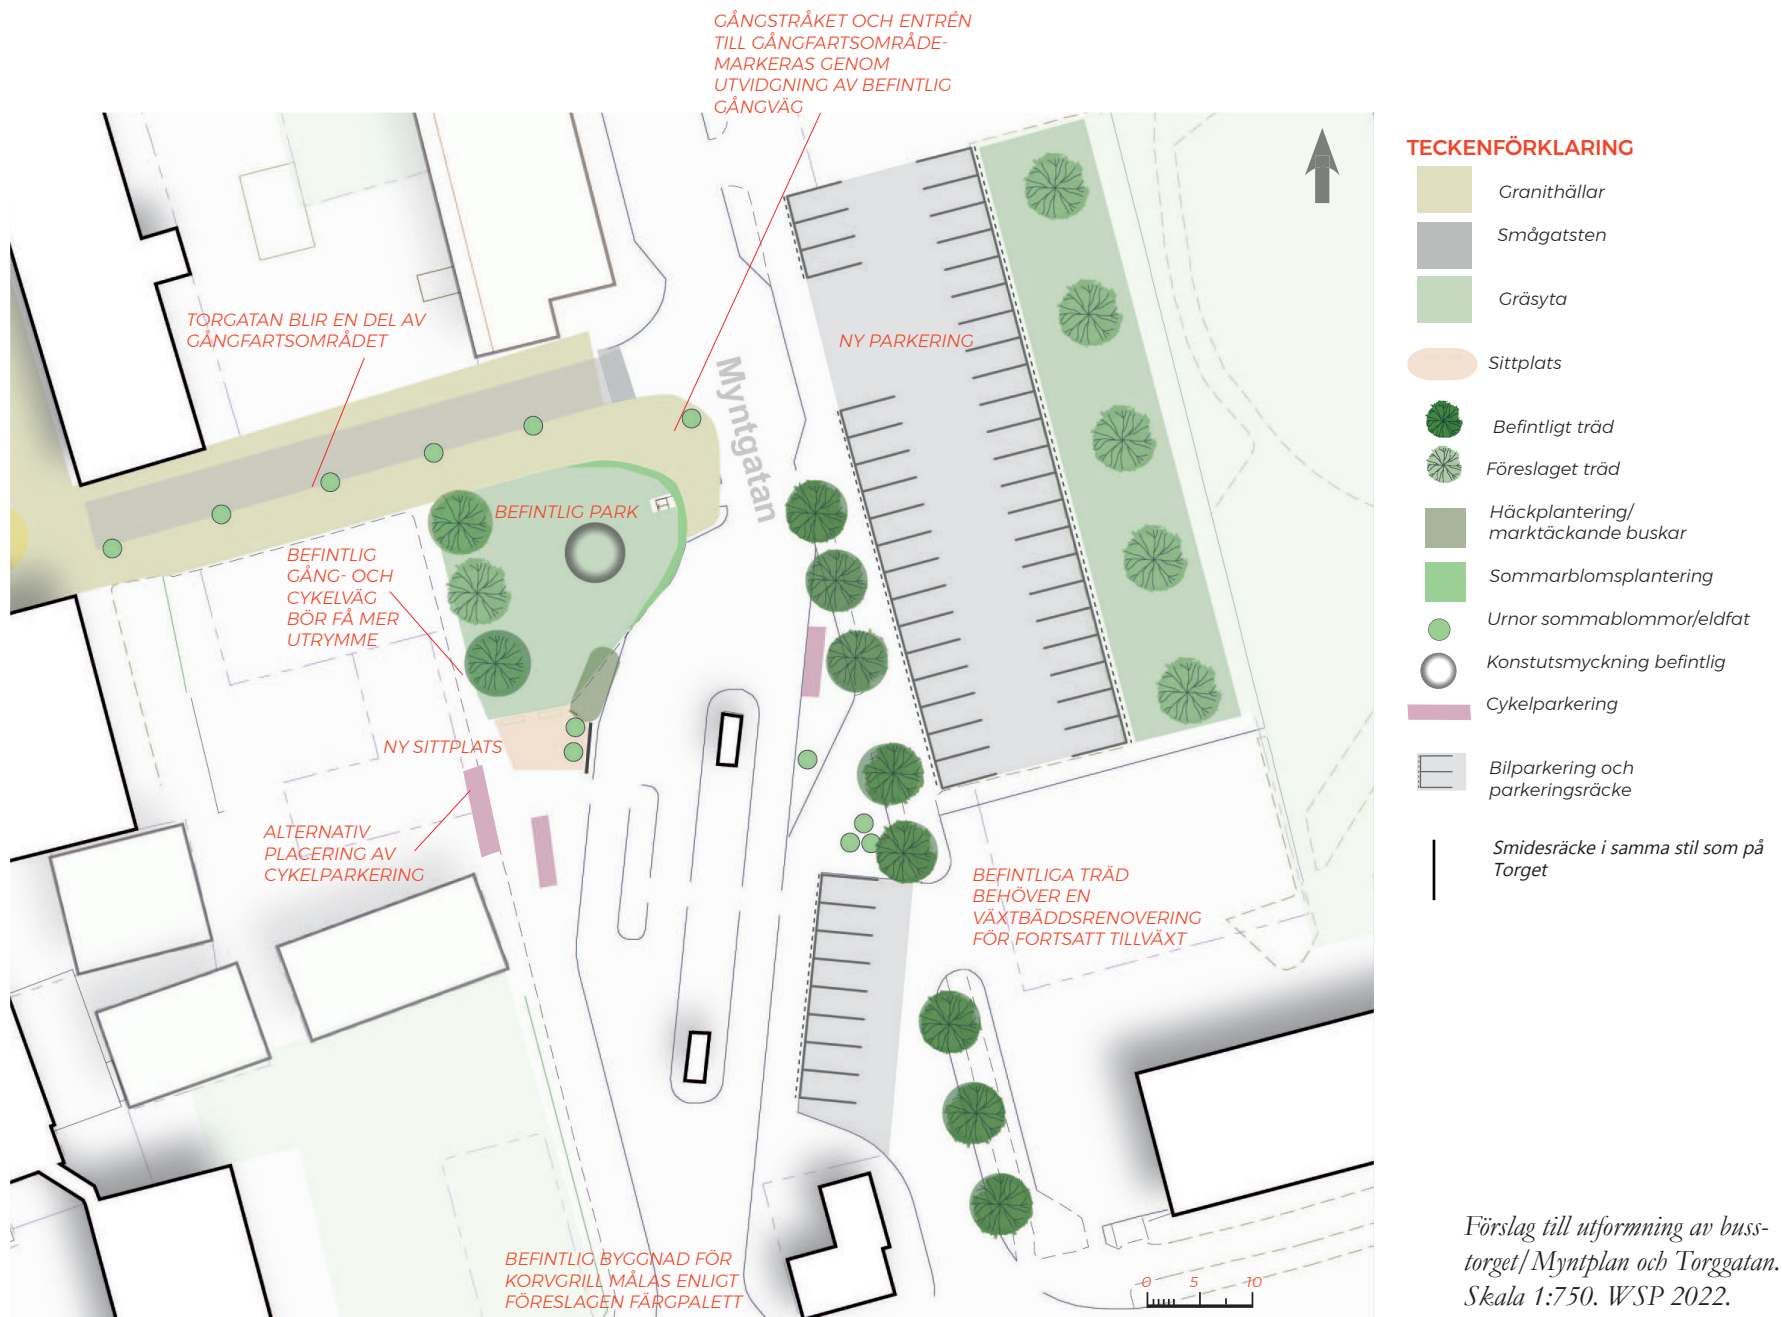 GÅNGSTRÅKET OCH ENTRÉN
TILL GÅNGFARTSOMRÅDE-
MARKERAS GENOM
UTVIDGNING AV BEFINTLIG
GÅNGVÄG
TORGATAN BLIR EN DEL AV
GÅNGFARTSOMRÅDET
NY PARKERING
Myntgatan
BEFINTLIG PARK
BEFINTLIG
GÅNG- OCH
CYKELVÄG
BÖR FÅ MER
UTRYMME
NY SITTPLATS
ALTERNATIV
PLACERING AV
CYKELPARKERING
BEFINTLIGA TRÄD
BEHÖVER EN
VÄXTBÄDDSRENOVERING
FÖR FORTSATT TILLVÄXT
BEFINTLIG BYGGNAD FÖR
KORVGRILL MÅLAS ENLIGT
FÖRESLAGEN FÄRGPALETT
0 5 10
TECKENFÖRKLARING
Granithällar
Smågatsten
Gräsyta
Sittplats
Befintligt träd
Föreslaget träd
Häckplantering/
marktäckande buskar
Sommarblomsplantering
Urnor sommablommor/eldfat
Konstutsmyckning befintlig
Cykelparkering
Bilparkering och
parkeringsräcke
Smidesräcke i samma stil som på
Torget
Förslag till utformning av buss-
torget/Myntplan och Torggatan.
Skala 1:750. WSP 2022.